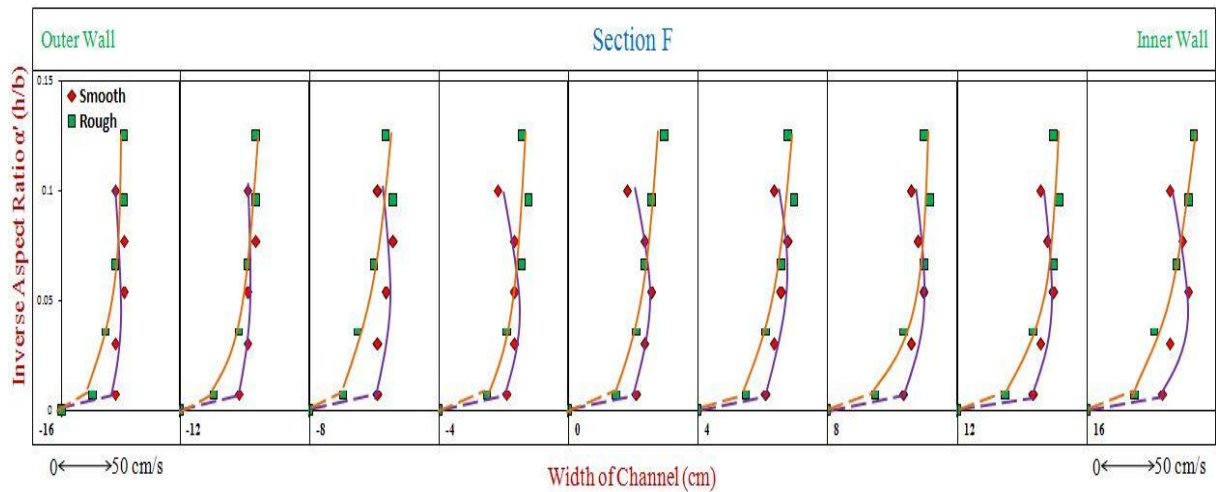 Outer Wall Section F Inner Wall
Inverse Aspect Ratio α' (h/b)
0.15
Smooth
Rough
0.1
0.05
0
-16 -12 -8 -4 0 4 8 12 16
0 50 cm/s Width of Channel (cm) 0 50 cm/s